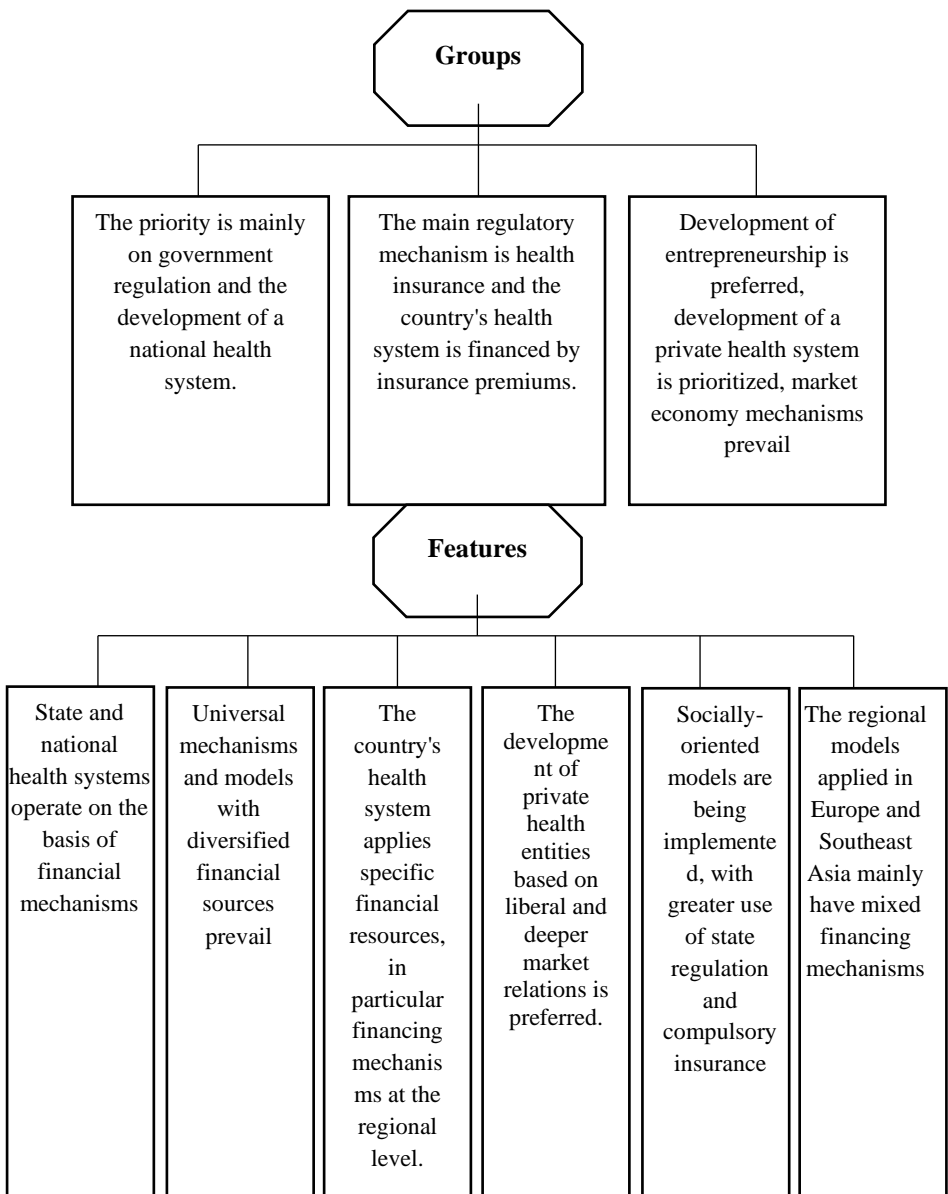 Groups
The priority is mainly
on government
regulation and the
development of a
national health
system.
The main regulatory
mechanism is health
insurance and the
country's health
system is financed by
insurance premiums.
Development of
entrepreneurship is
preferred,
development of a
private health system
is prioritized, market
economy mechanisms
prevail
Features
State and
national
health systems
operate on the
basis of
financial
mechanisms
Universal
mechanisms
and models
with
diversified
financial
sources
prevail
The
country's
health
system
applies
specific
financial
resources,
in
particular
financing
mechanis
ms at the
regional
level.
The
developme
nt of
private
health
entities
based on
liberal and
deeper
market
relations is
preferred.
Socially-
oriented
models are
being
implemente
d, with
greater use
of state
regulation
and
compulsory
insurance
The regional
models
applied in
Europe and
Southeast
Asia mainly
have mixed
financing
mechanisms